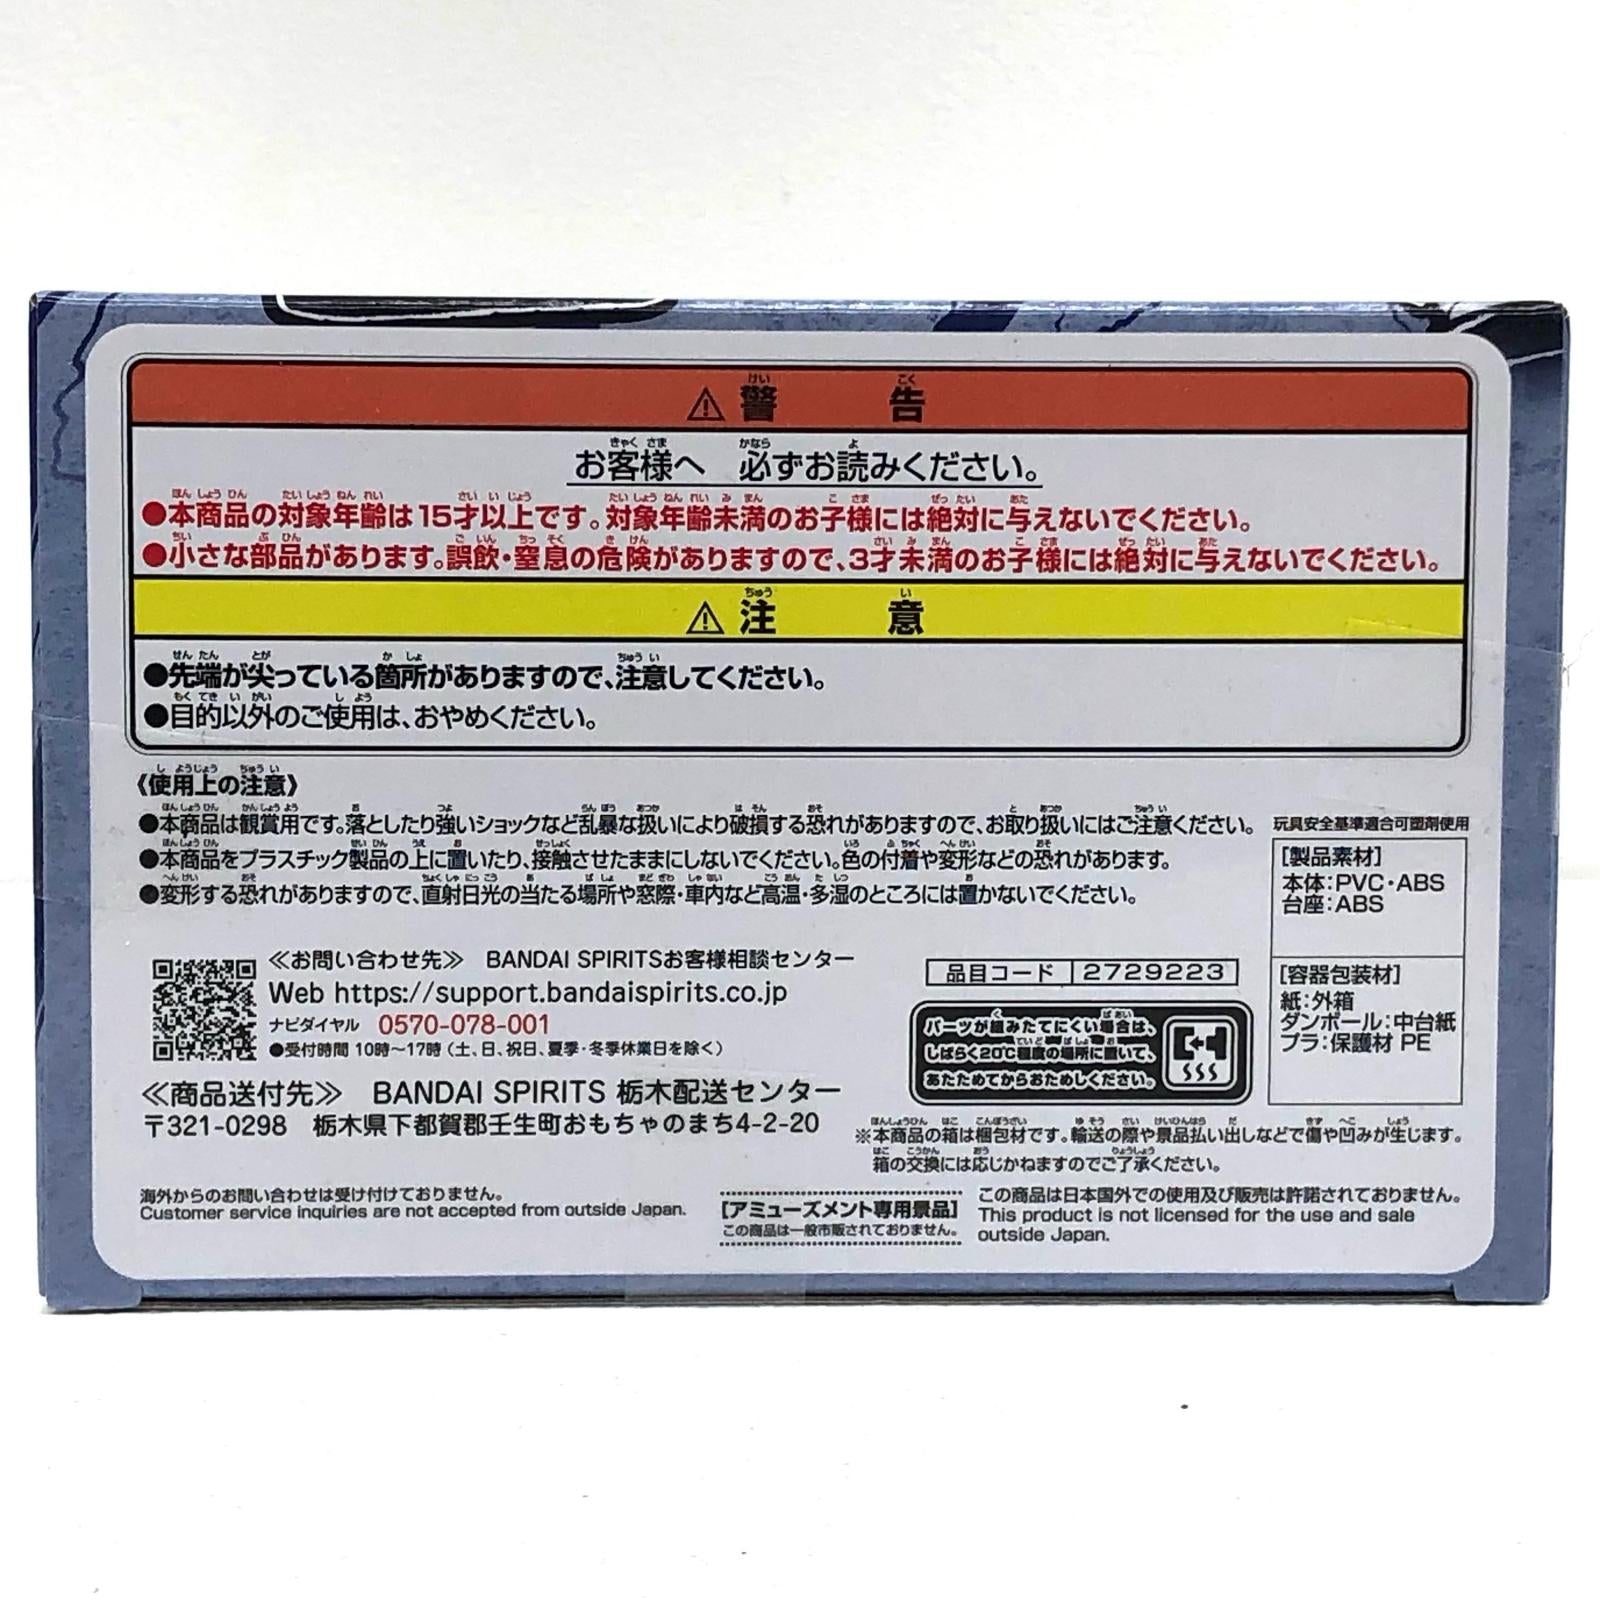 ⚠警告
お客様へ 必ずお読みください。
●本商品の対象年齢は15才以上です。対象年齢未満のお子様には絶対に与えないでください。
●小さな部品があります。誤飲・窒息の危険がありますので、3才未満のお子様には絶対に与えないでください。
⚠注意
●先端が尖っている箇所がありますので、注意してください。
●目的以外のご使用は、おやめください。
《使用上の注意》
●本商品は観賞用です。落としたり強いショックなど乱暴な扱いにより破損する恐れがありますので、お取り扱いにはご注意ください。
●本商品をプラスチック製品の上に置いたり、接触させたままにしないでください。色の付着や変形などの恐れがあります。
●変形する恐れがありますので、直射日光の当たる場所や窓際・車内など高温・多湿のところには置かないでください。
玩具安全基準適合可塑剤使用
[製品素材]
本体:PVC・ABS
台座:ABS
[容器包装材]
紙:外箱
ダンボール:中台紙
プラ:保護材 PE
≪お問い合わせ先≫ BANDAI SPIRITSお客様相談センター
Web https://support.bandaispirits.co.jp
ナビダイヤル 0570-078-001
●受付時間 10時～17時(土、日、祝日、夏季・冬季休業日を除く)
≪商品送付先≫ BANDAI SPIRITS 栃木配送センター
〒321-0298 栃木県下都賀郡壬生町おもちゃのまち4-2-20
品目コード 2729223
パーツが組みたてにくい場合は、
しばらく20℃程度の場所に置いて、
あたためてからおためしください。
※本商品の箱は梱包材です。輸送の際や景品払い出しなどで傷や凹みが生じます。
箱の交換には応じかねますのでご了承ください。
海外からのお問い合わせは受け付けておりません。
Customer service inquiries are not accepted from outside Japan.
[アミューズメント専用景品]
この商品は一般市販されておりません。
この商品は日本国外での使用及び販売は許諾されておりません。
This product is not licensed for the use and sale
outside Japan.